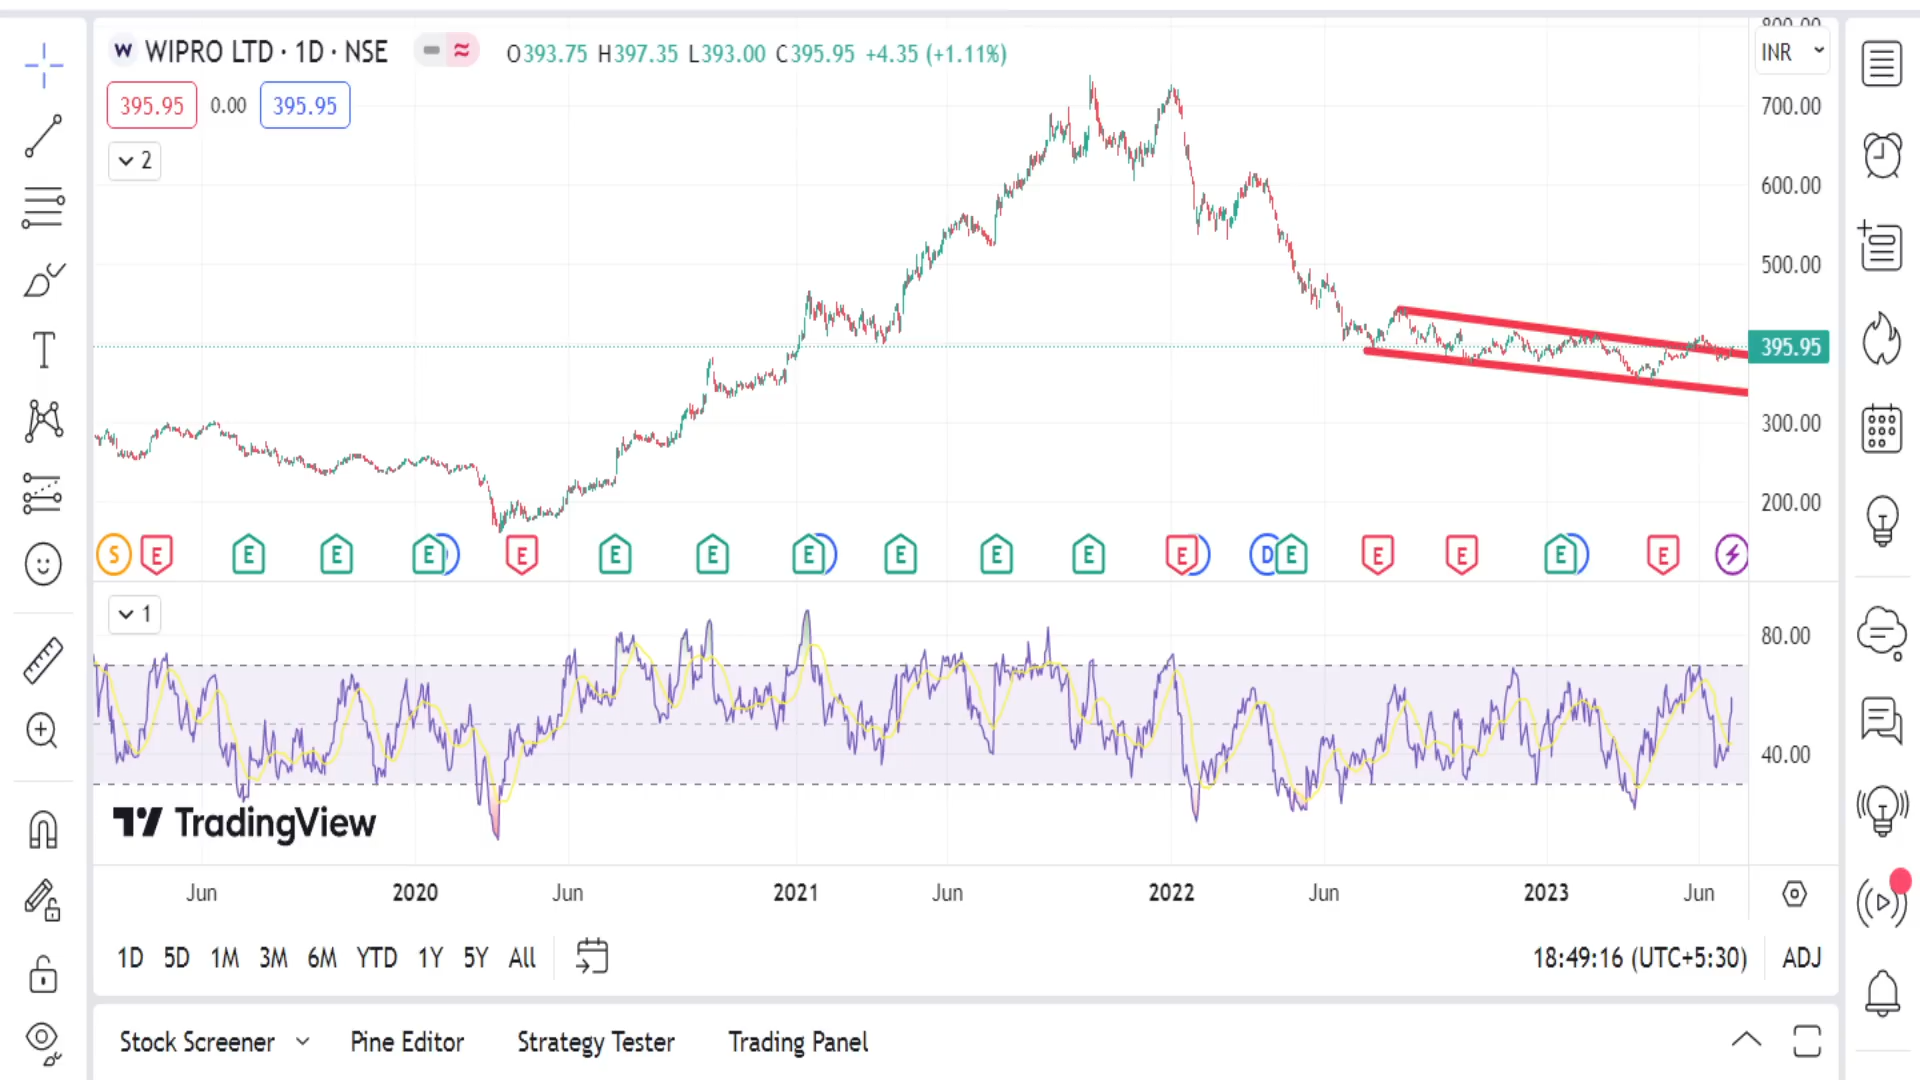 800.00
W WIPRO LTD · 1D · NSE O393.75 H397.35 L393.00 C395.95 +4.35 (+1.11%) INR
395.95 0.00 395.95
700.00
2
600.00
500.00
395.95
300.00
200.00
S E E E E E E E E E E E E D E E E E E
1
80.00
40.00
TradingView
Jun 2020 Jun 2021 Jun 2022 Jun 2023 Jun
1D 5D 1M 3M 6M YTD 1Y 5Y All 18:49:16 (UTC+5:30) ADJ
Stock Screener Pine Editor Strategy Tester Trading Panel
T